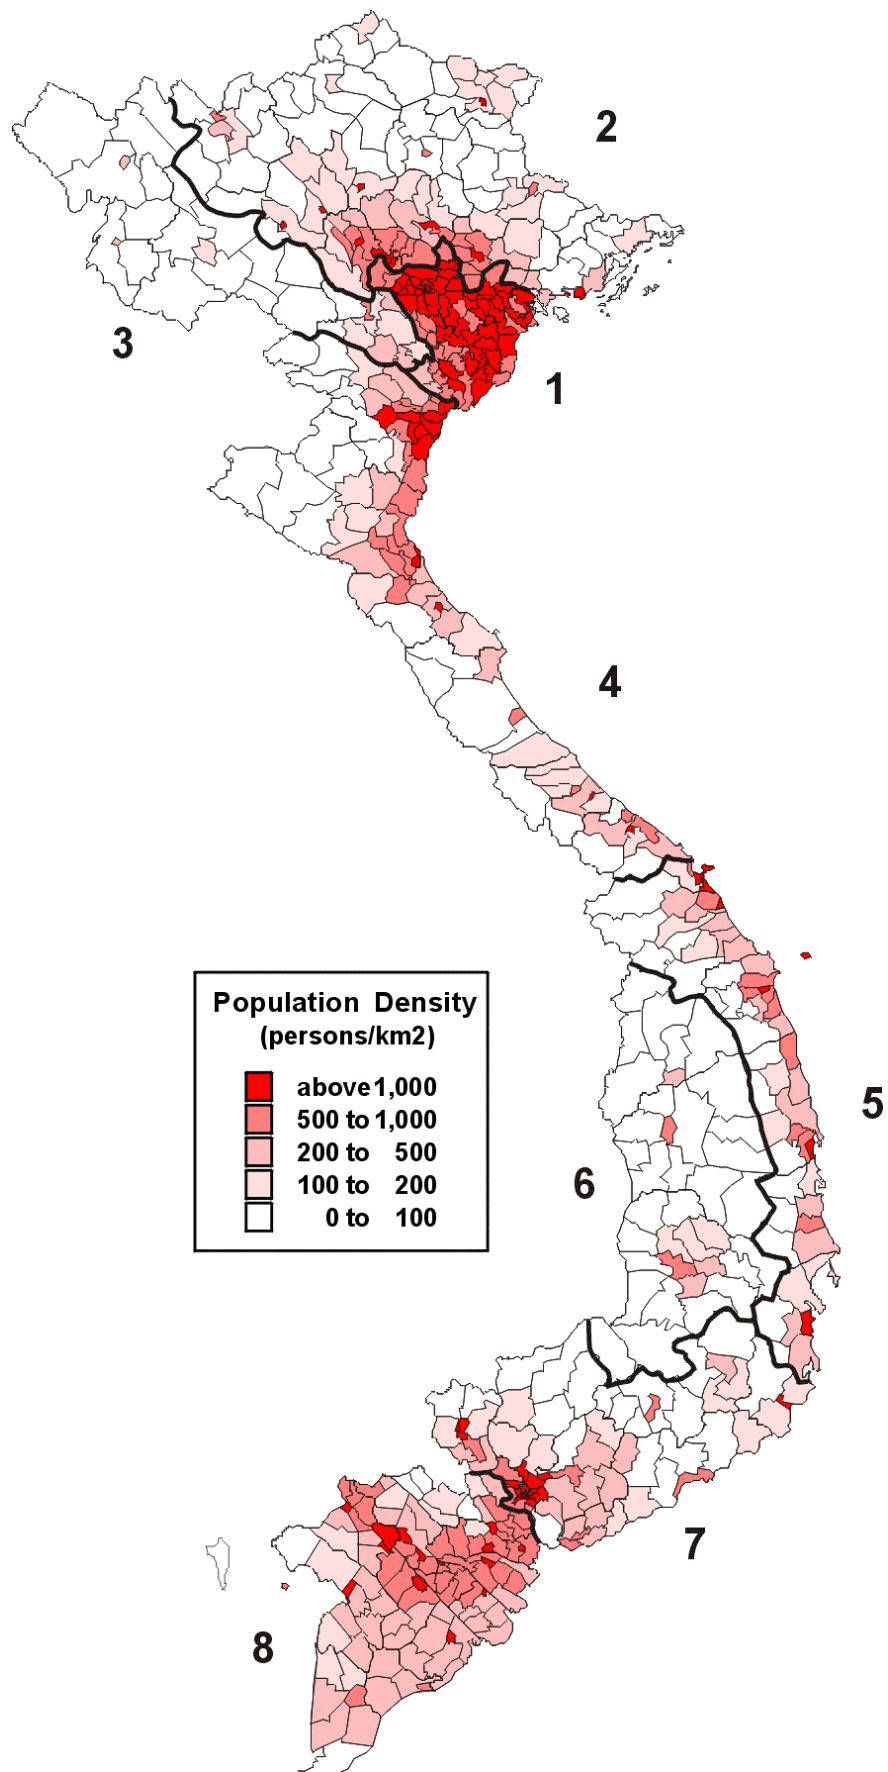 2
3
1
4
Population Density
(persons/km2)
above 1,000
500 to 1,000
200 to 500
100 to 200
0 to 100
5
6
7
8